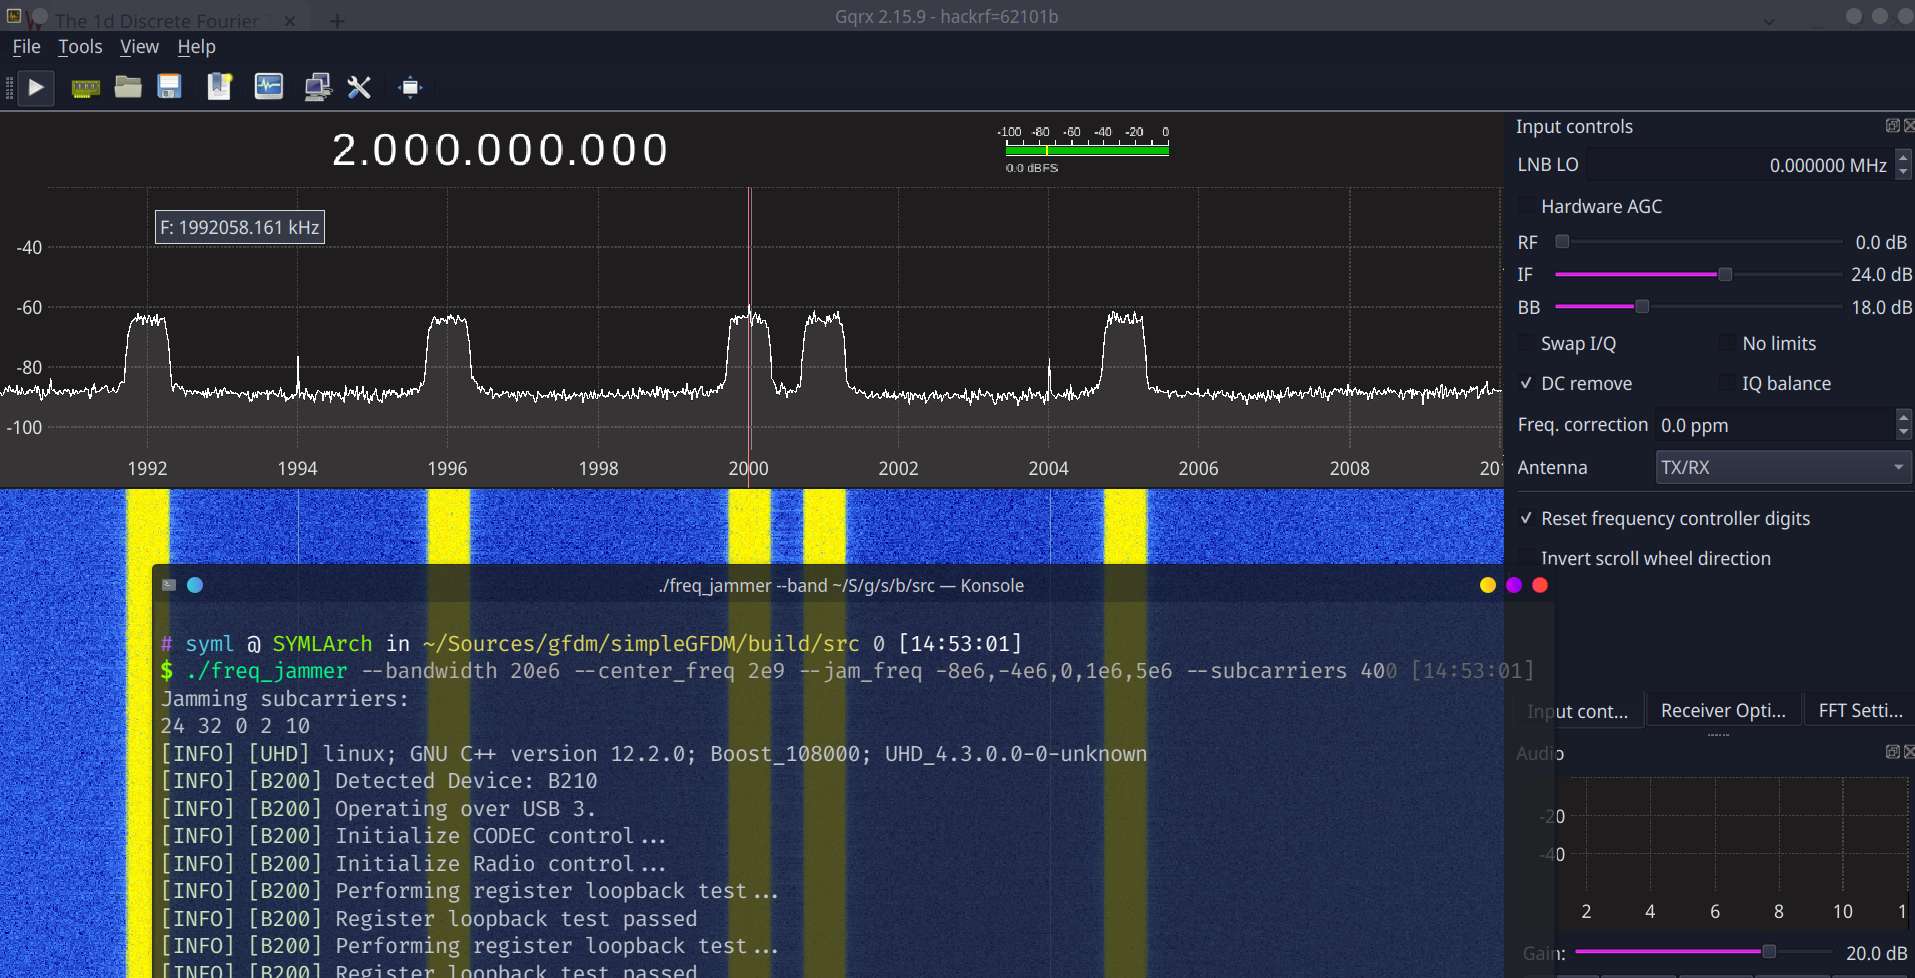 The 1d Discrete Fourier
Gqrx 2.15.9 - hackrf=62101b
File Tools View Help
2.000.000.000
-100 -80 -60 -40 -20 0
0.0 dBFS
F: 1992058.161 kHz
-40
-60
-80
-100
1992 1994 1996 1998 2000 2002 2004 2006 2008 20
Input controls
LNB LO 0.000000 MHz
Hardware AGC
RF 0.0 dB
IF 24.0 dB
BB 18.0 dB
Swap I/Q No limits
DC remove IQ balance
Freq. correction 0.0 ppm
Antenna TX/RX
Reset frequency controller digits
Invert scroll wheel direction
Input cont... Receiver Opti... FFT Setti...
Audio
-20
-40
2 4 6 8 10 1
Gain: 20.0 dB
./freq_jammer --band ~/S/g/s/b/src — Konsole
# syml @ SYMLArch in ~/Sources/gfdm/simpleGFDM/build/src 0 [14:53:01]
$ ./freq_jammer --bandwidth 20e6 --center_freq 2e9 --jam_freq -8e6,-4e6,0,1e6,5e6 --subcarriers 400 [14:53:01]
Jamming subcarriers:
24 32 0 2 10
[INFO] [UHD] linux; GNU C++ version 12.2.0; Boost_108000; UHD_4.3.0.0-0-unknown
[INFO] [B200] Detected Device: B210
[INFO] [B200] Operating over USB 3.
[INFO] [B200] Initialize CODEC control...
[INFO] [B200] Initialize Radio control...
[INFO] [B200] Performing register loopback test...
[INFO] [B200] Register loopback test passed
[INFO] [B200] Performing register loopback test...
[INFO] [B200] Register loopback test passed